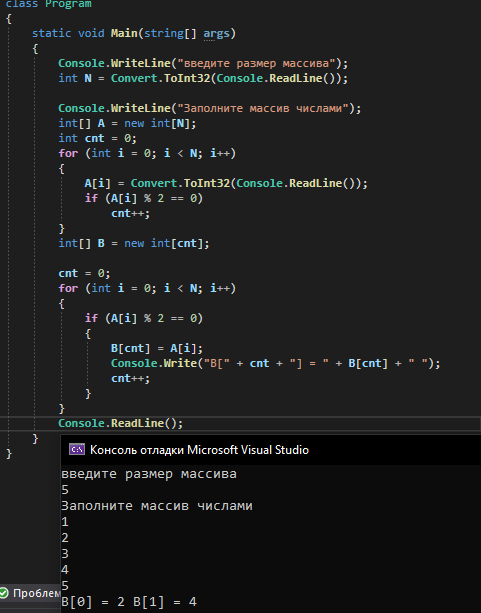 class Program
{
static void Main(string[] args)
{
Console.WriteLine("введите размер массива");
int N = Convert.ToInt32(Console.ReadLine());
Console.WriteLine("Заполните массив числами");
int[] A = new int[N];
int cnt = 0;
for (int i = 0; i < N; i++)
{
A[i] = Convert.ToInt32(Console.ReadLine());
if (A[i] % 2 == 0)
cnt++;
}
int[] B = new int[cnt];
cnt = 0;
for (int i = 0; i < N; i++)
{
if (A[i] % 2 == 0)
{
B[cnt] = A[i];
Console.Write("B[" + cnt + "] = " + B[cnt] + " ");
cnt++;
}
}
Console.ReadLine();
}
}
Консоль отладки Microsoft Visual Studio
введите размер массива
5
Заполните массив числами
1
2
3
4
5
B[0] = 2 B[1] = 4
Проблем